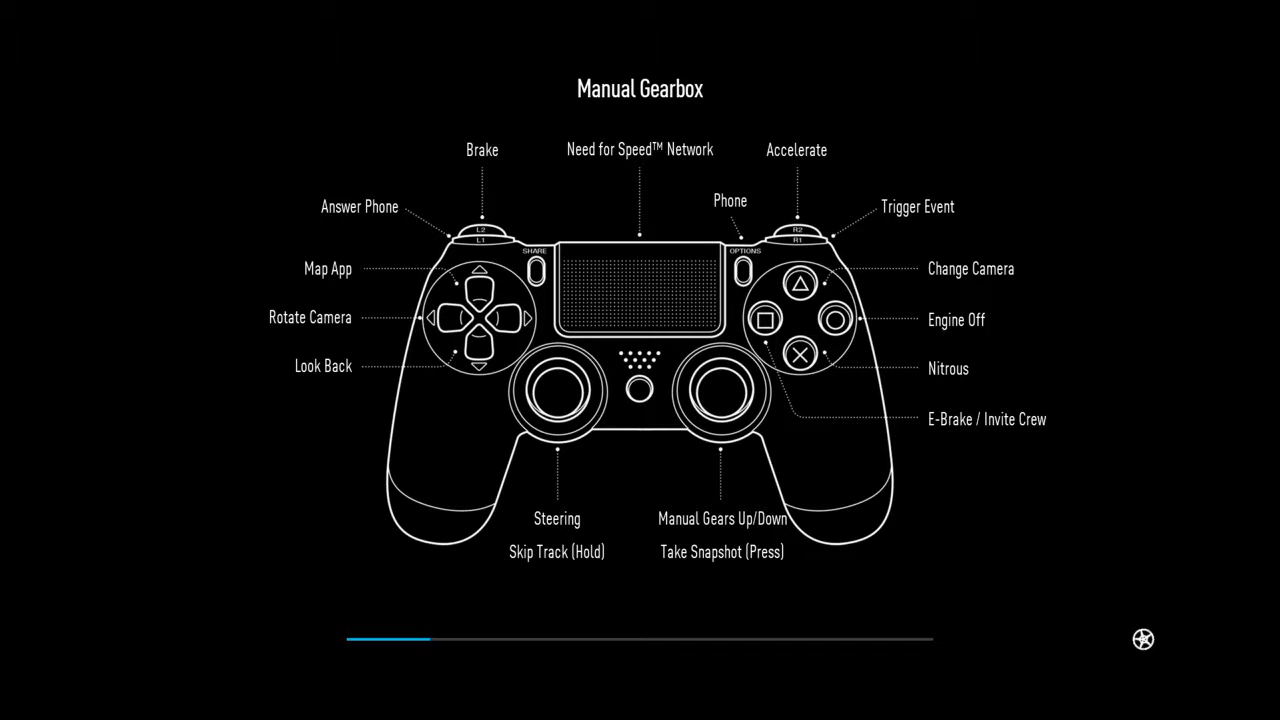 Manual Gearbox
Brake
Need for Speed™ Network
Accelerate
Answer Phone
Phone
Trigger Event
L2
R2
L1
R1
SHARE
OPTIONS
Map App
Change Camera
Rotate Camera
Engine Off
Look Back
Nitrous
E-Brake / Invite Crew
Steering
Manual Gears Up/Down
Skip Track (Hold)
Take Snapshot (Press)